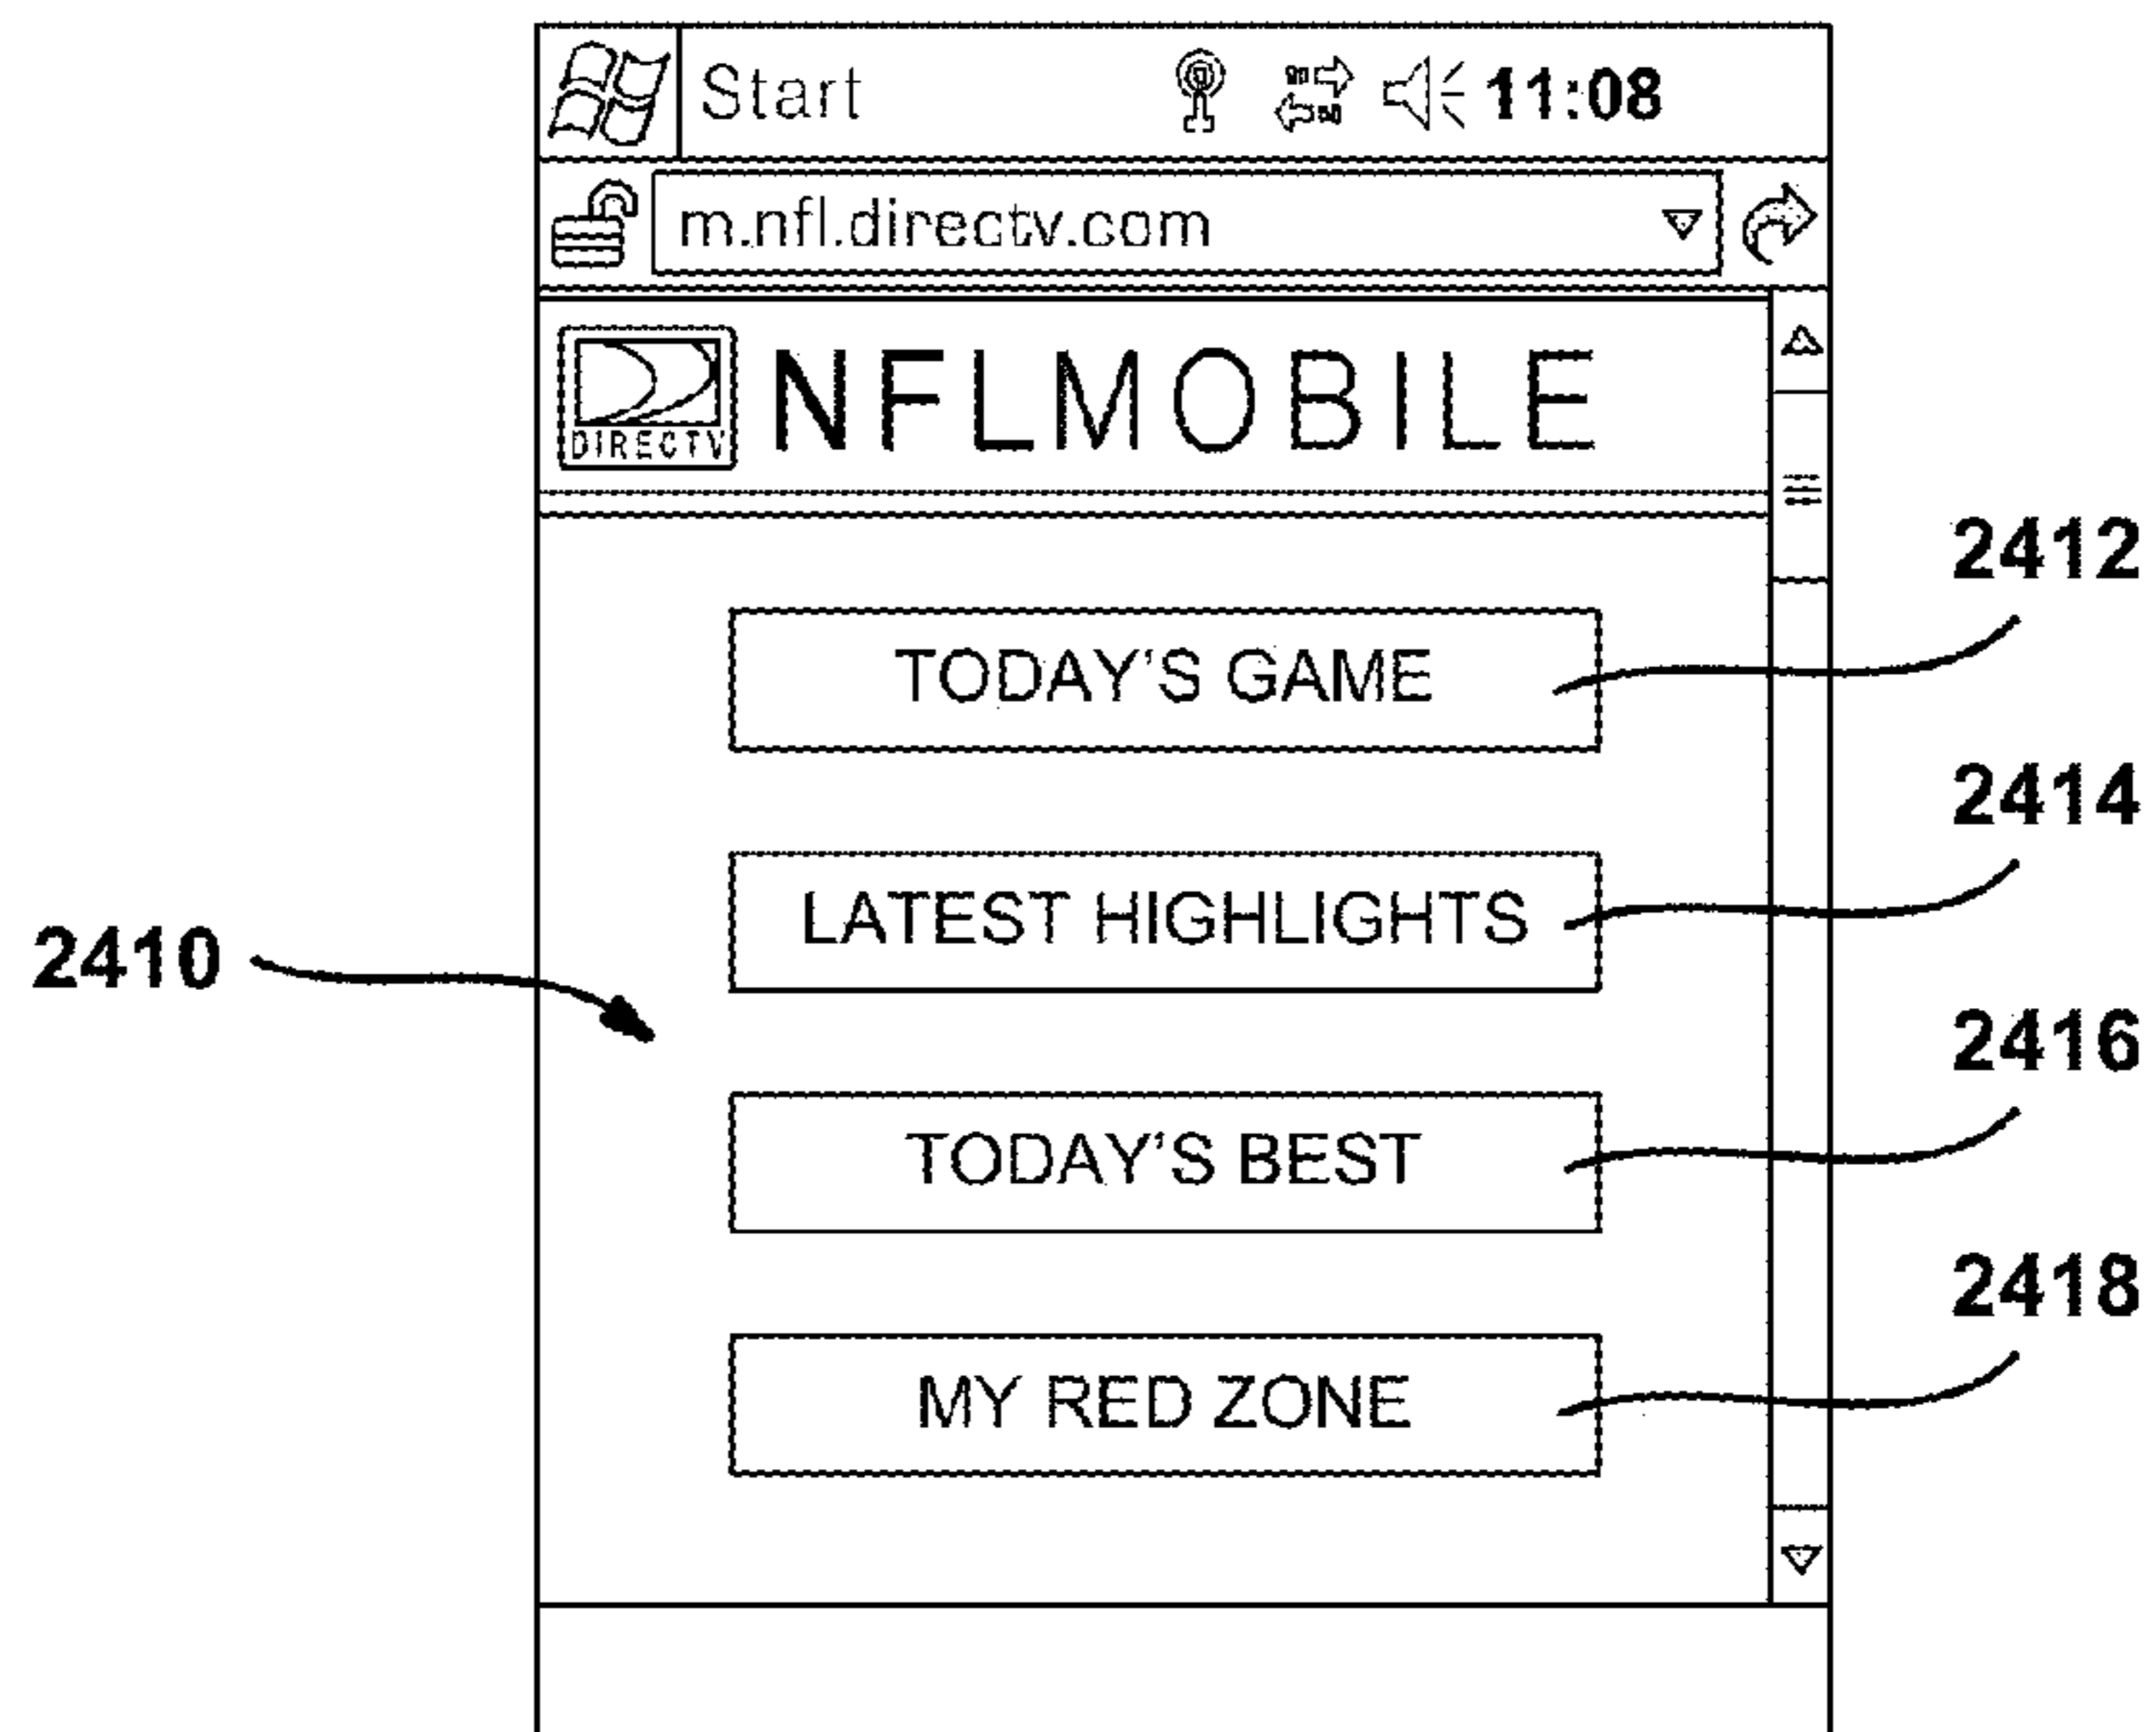 Start 11:08
m.nfl.directv.com
DIRECTV
NFLMOBILE
2412
TODAY'S GAME
2414
LATEST HIGHLIGHTS
2410
2416
TODAY'S BEST
2418
MY RED ZONE